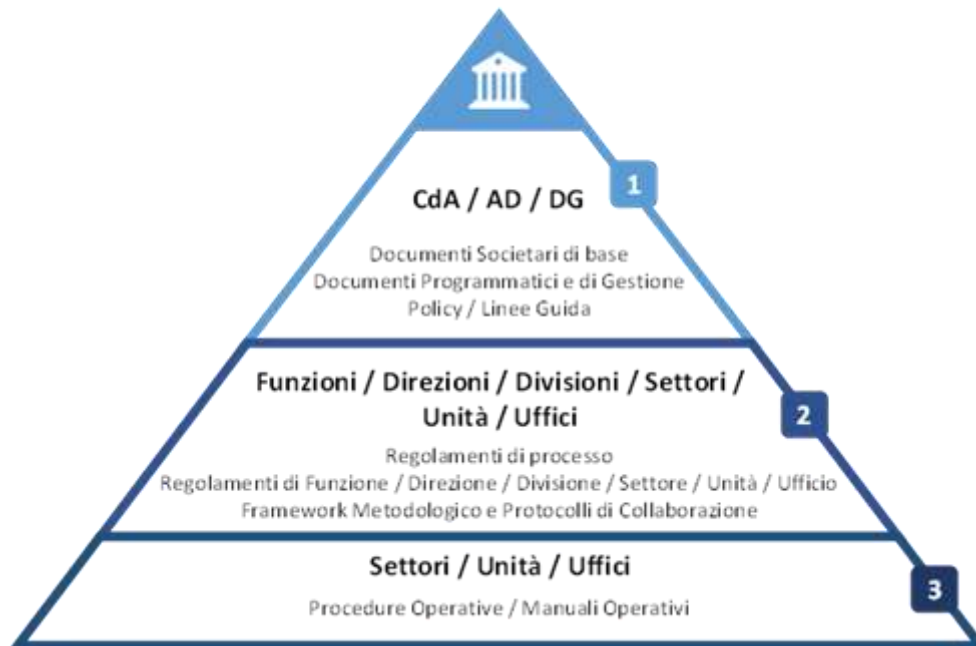 1
CdA / AD / DG
Documenti Societari di base
Documenti Programmatici e di Gestione
Policy / Linee Guida
Funzioni / Direzioni / Divisioni / Settori /
Unità / Uffici
2
Regolamenti di processo
Regolamenti di Funzione / Direzione / Divisione / Settore / Unità / Ufficio
Framework Metodologico e Protocolli di Collaborazione
Settori / Unità / Uffici
3
Procedure Operative / Manuali Operativi